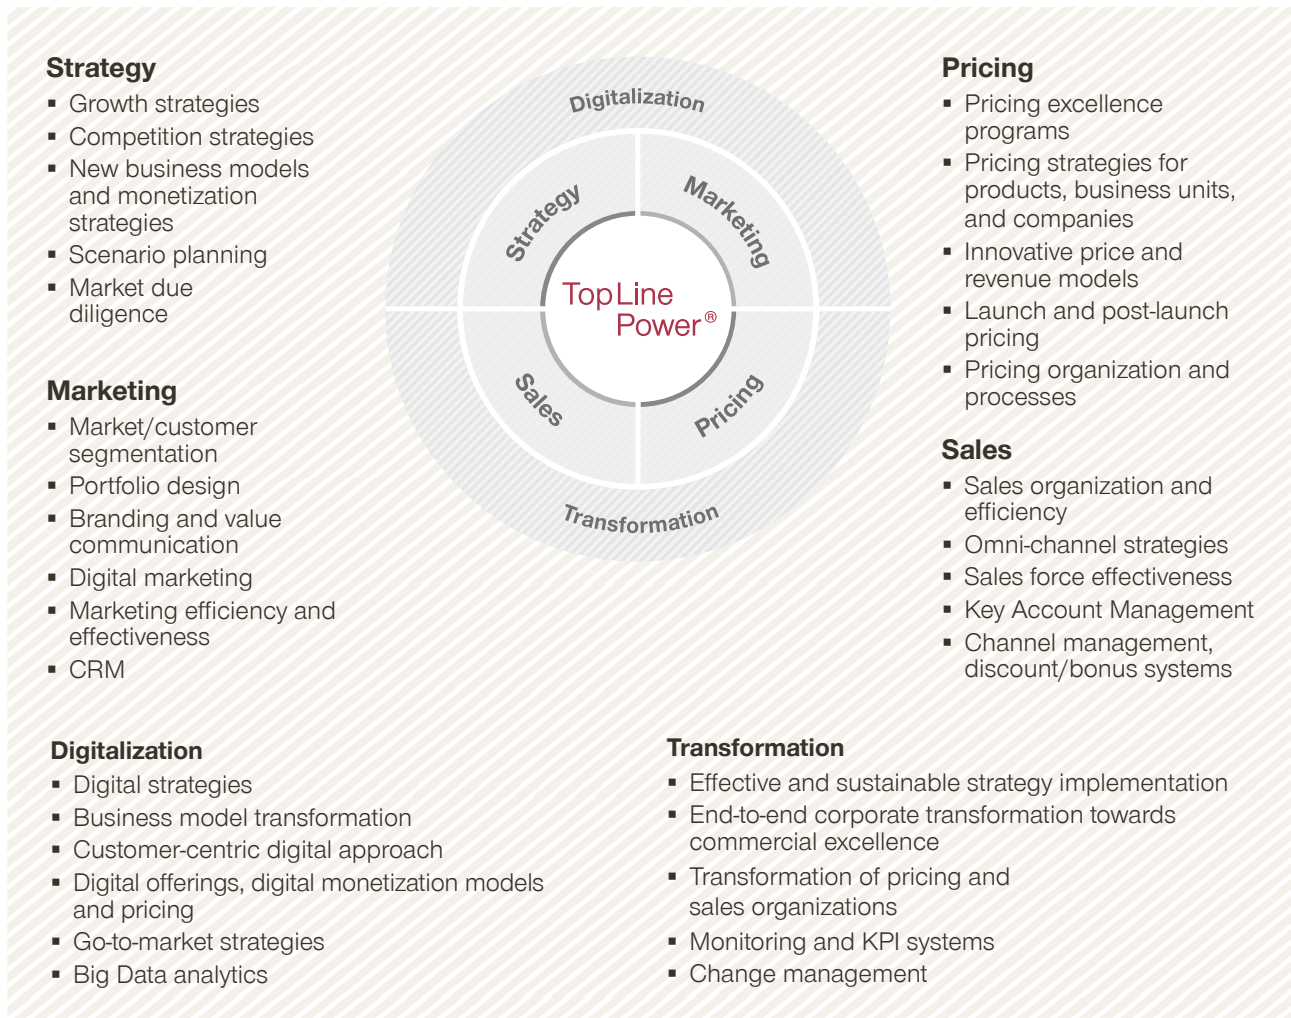 Strategy
▪ Growth strategies
▪ Competition strategies
▪ New business models
and monetization
strategies
▪ Scenario planning
▪ Market due
diligence
Marketing
▪ Market/customer
segmentation
▪ Portfolio design
▪ Branding and value
communication
▪ Digital marketing
▪ Marketing efficiency and
effectiveness
▪ CRM
Digitalization
Strategy
Marketing
TopLine
Power®
Sales
Pricing
Transformation
Pricing
▪ Pricing excellence
programs
▪ Pricing strategies for
products, business units,
and companies
▪ Innovative price and
revenue models
▪ Launch and post-launch
pricing
▪ Pricing organization and
processes
Sales
▪ Sales organization and
efficiency
▪ Omni-channel strategies
▪ Sales force effectiveness
▪ Key Account Management
▪ Channel management,
discount/bonus systems
Digitalization
▪ Digital strategies
▪ Business model transformation
▪ Customer-centric digital approach
▪ Digital offerings, digital monetization models
and pricing
▪ Go-to-market strategies
▪ Big Data analytics
Transformation
▪ Effective and sustainable strategy implementation
▪ End-to-end corporate transformation towards
commercial excellence
▪ Transformation of pricing and
sales organizations
▪ Monitoring and KPI systems
▪ Change management